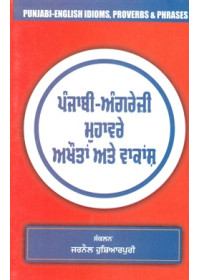 PUNJABI-ENGLISH IDIOMS, PROVERBS & PHRASES
ਪੰਜਾਬੀ-ਅੰਗਰੇਜ਼ੀ
ਮੁਹਾਵਰੇ
ਅਖੌਤਾਂ ਅਤੇ ਵਾਕਾਂਸ਼
ਸੰਕਲਨ
ਜਰਨੈਲ ਹੁਸ਼ਿਆਰਪੁਰੀ